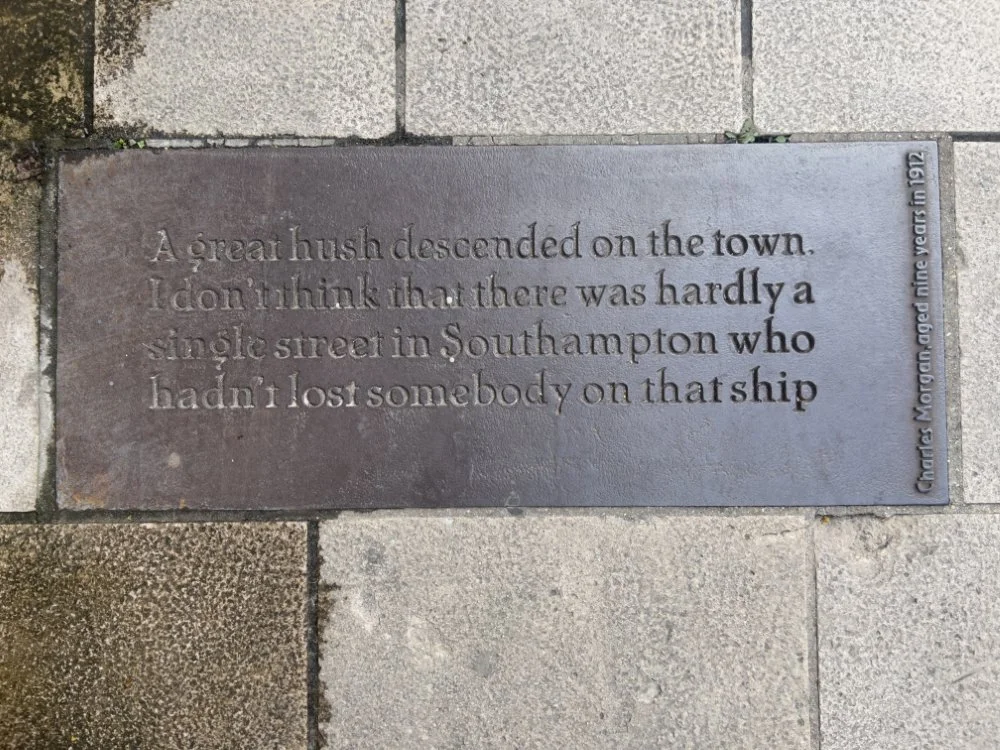 A great hush descended on the town.
I don't think that there was hardly a
single street in Southampton who
hadn't lost somebody on that ship
Charles Morgan aged nine years in 1912